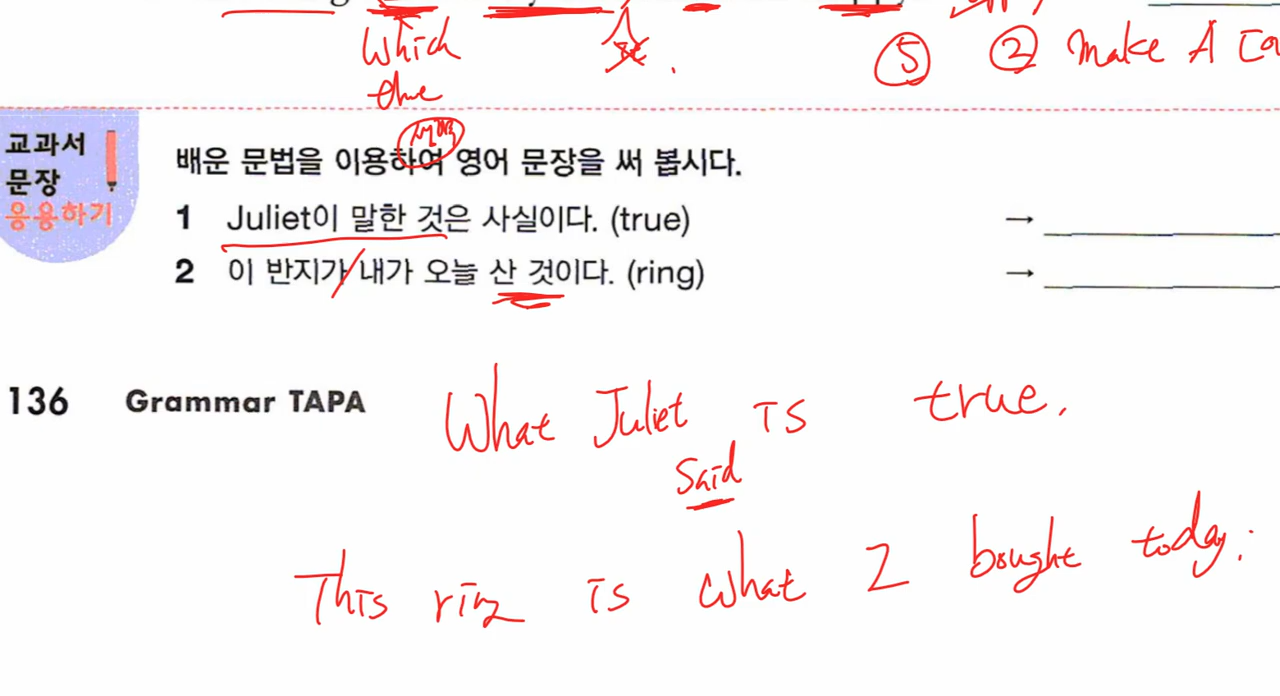 which
the
⑤ ② make A
교과서
문장
응용하기
배운 문법을 이용하여 영어 문장을 써 봅시다.
1 Juliet이 말한 것은 사실이다. (true) →
2 이 반지가 내가 오늘 산 것이다. (ring) →
136 Grammar TAPA
What Juliet is true.
said
This ring is what I bought today.